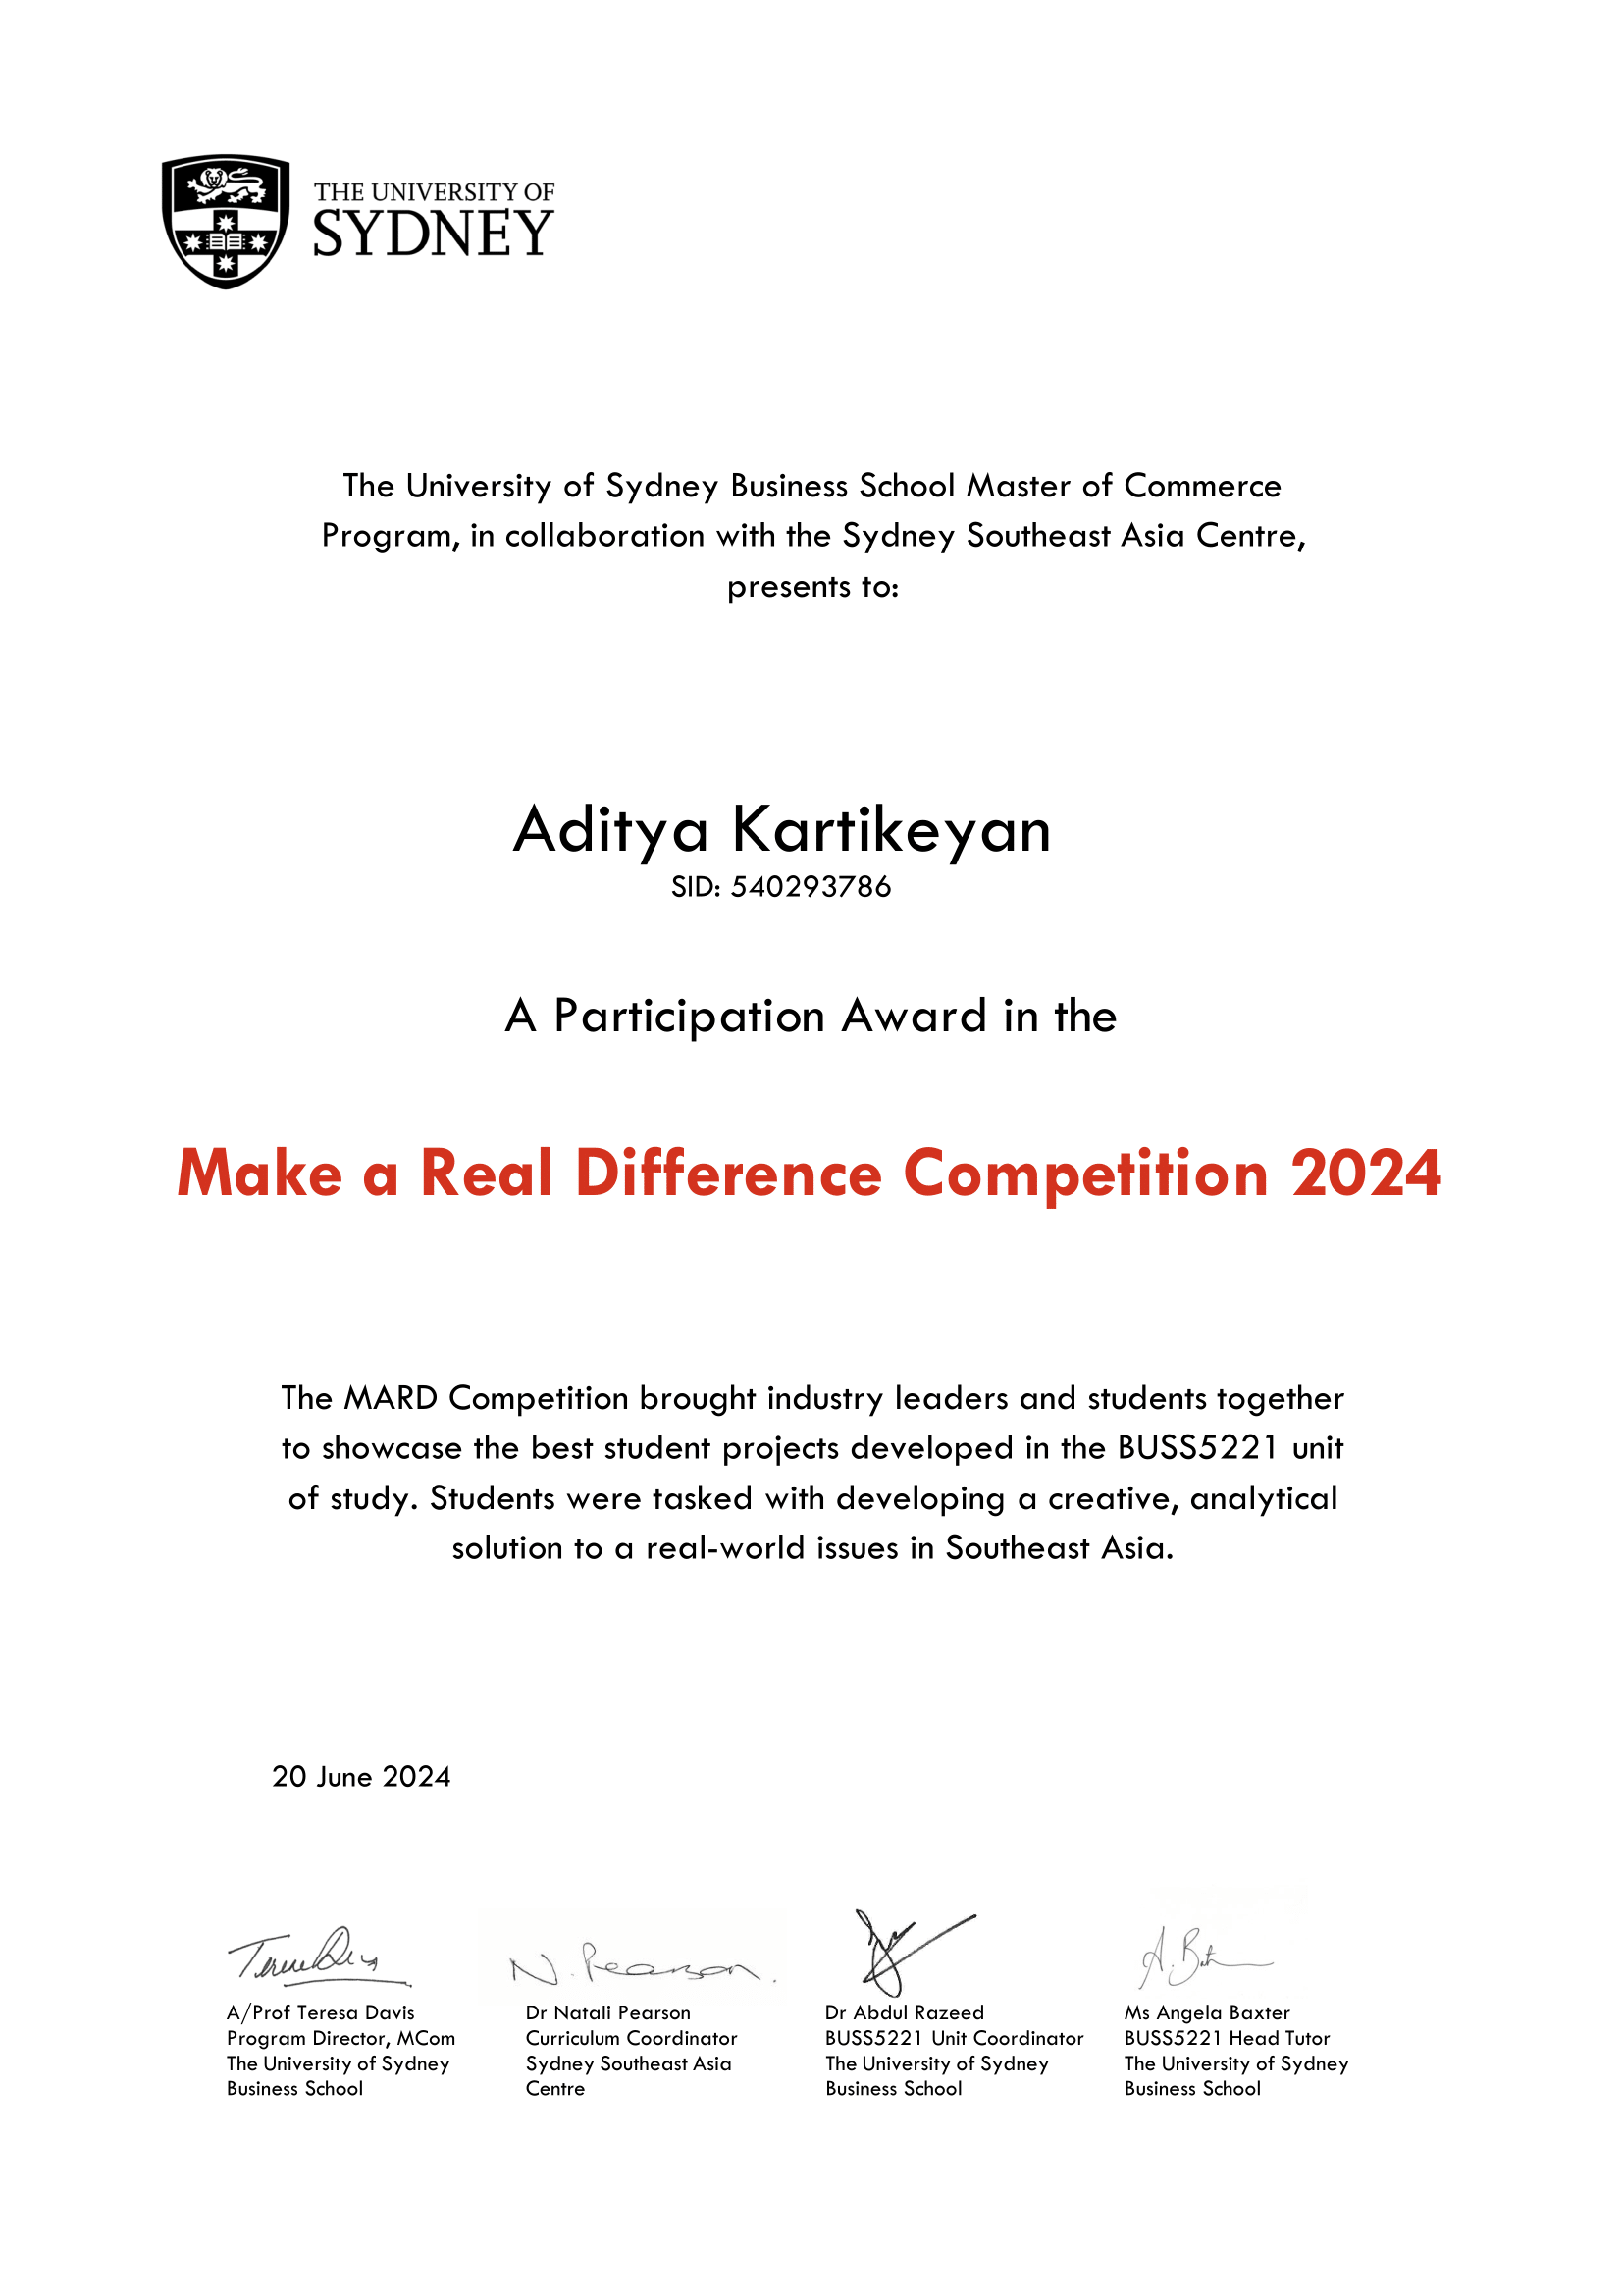 THE UNIVERSITY OF
SYDNEY
The University of Sydney Business School Master of Commerce
Program, in collaboration with the Sydney Southeast Asia Centre,
presents to:
Aditya Kartikeyan
SID: 540293786
A Participation Award in the
Make a Real Difference Competition 2024
The MARD Competition brought industry leaders and students together
to showcase the best student projects developed in the BUSS5221 unit
of study. Students were tasked with developing a creative, analytical
solution to a real-world issues in Southeast Asia.
20 June 2024
N. Pearson.
A/Prof Teresa Davis
Program Director, MCom
The University of Sydney
Business School
Dr Natali Pearson
Curriculum Coordinator
Sydney Southeast Asia
Centre
Dr Abdul Razeed
BUSS5221 Unit Coordinator
The University of Sydney
Business School
Ms Angela Baxter
BUSS5221 Head Tutor
The University of Sydney
Business School